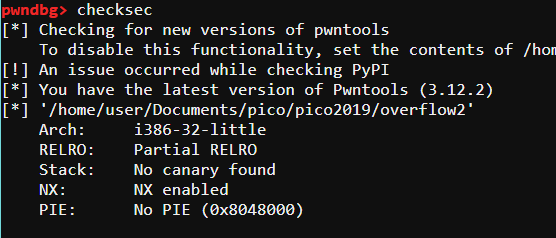 pwndbg> checksec
[*] Checking for new versions of pwntools
    To disable this functionality, set the contents of /hom
[!] An issue occurred while checking PyPI
[*] You have the latest version of Pwntools (3.12.2)
[*] '/home/user/Documents/pico/pico2019/overflow2'
    Arch:     i386-32-little
    RELRO:    Partial RELRO
    Stack:    No canary found
    NX:       NX enabled
    PIE:      No PIE (0x8048000)